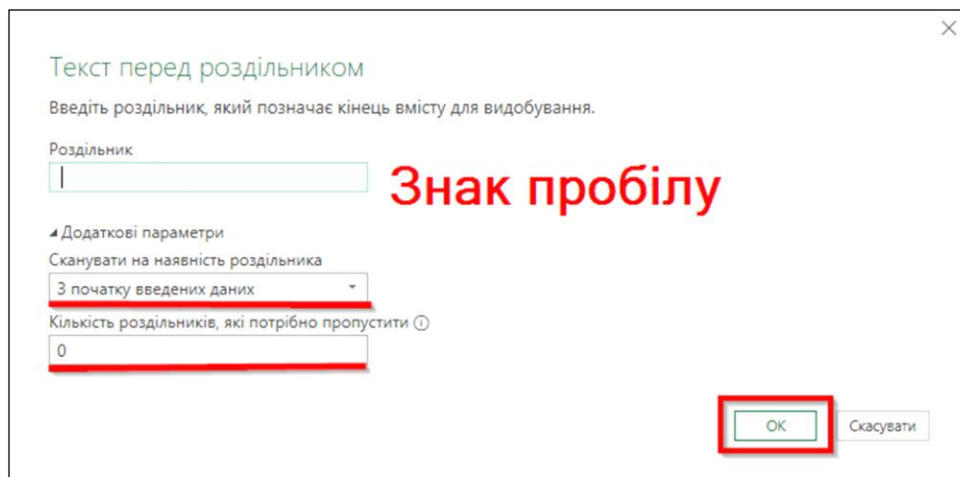 Текст перед роздільником
Введіть роздільник, який позначає кінець вмісту для видобування.
Роздільник
Знак пробілу
Додаткові параметри
Сканувати на наявність роздільника
З початку введених даних
Кількість роздільників, які потрібно пропустити
0
ОК Скасувати